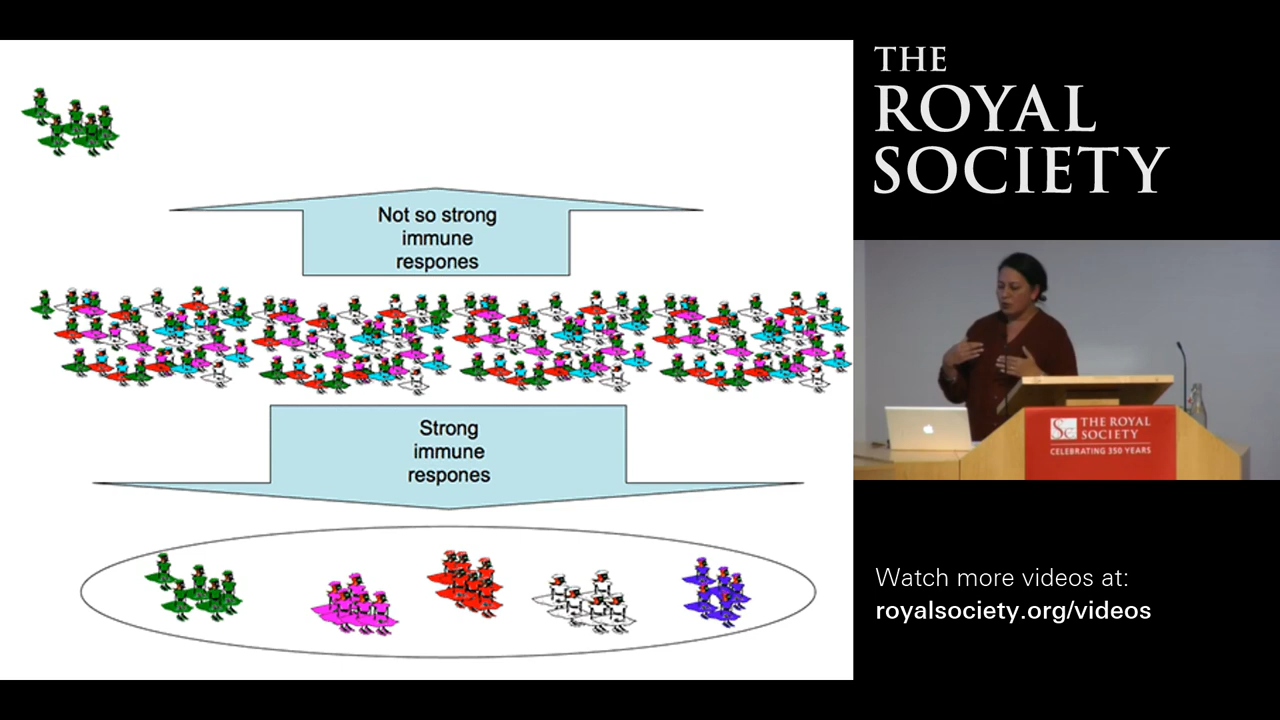 Not so strong
immune
respones
Strong
immune
respones
THE
ROYAL
SOCIETY
Sc THE ROYAL
SOCIETY
CELEBRATING 350 YEARS
Watch more videos at:
royalsociety.org/videos